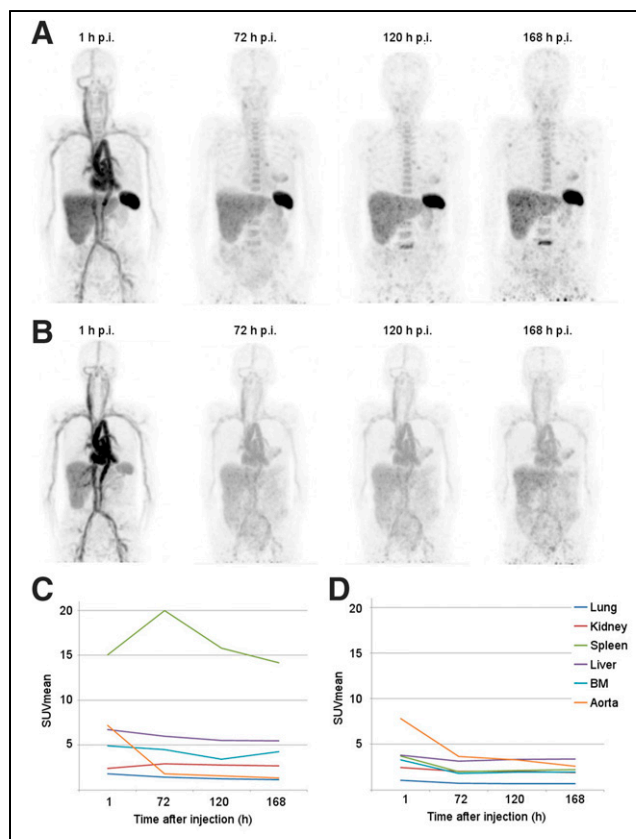 A
1 h p.i. 72 h p.i. 120 h p.i. 168 h p.i.
B
1 h p.i. 72 h p.i. 120 h p.i. 168 h p.i.
C
20
15
10
5
SUVmean
1 72 120 168
Time after injection (h)
D
20
15
10
5
SUVmean
1 72 120 168
Time after injection (h)
Lung
Kidney
Spleen
Liver
BM
Aorta